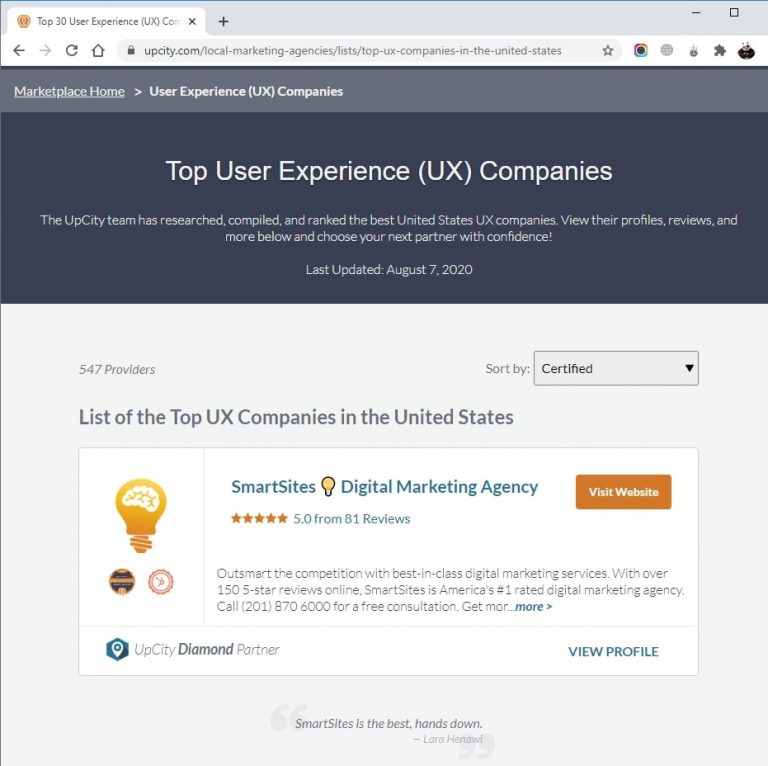 Top 30 User Experience (UX) Con
upcity.com/local-marketing-agencies/lists/top-ux-companies-in-the-united-states
Marketplace Home > User Experience (UX) Companies
Top User Experience (UX) Companies
The UpCity team has researched, compiled, and ranked the best United States UX companies. View their profiles, reviews, and
more below and choose your next partner with confidence!
Last Updated: August 7, 2020
547 Providers
Sort by: Certified
List of the Top UX Companies in the United States
SmartSites Digital Marketing Agency
Visit Website
5.0 from 81 Reviews
Outsmart the competition with best-in-class digital marketing services. With over
150 5-star reviews online, SmartSites is America's #1 rated digital marketing agency.
Call (201) 870 6000 for a free consultation. Get mor...more >
UpCity Diamond Partner
VIEW PROFILE
SmartSites is the best, hands down.
-- Lara Henawi